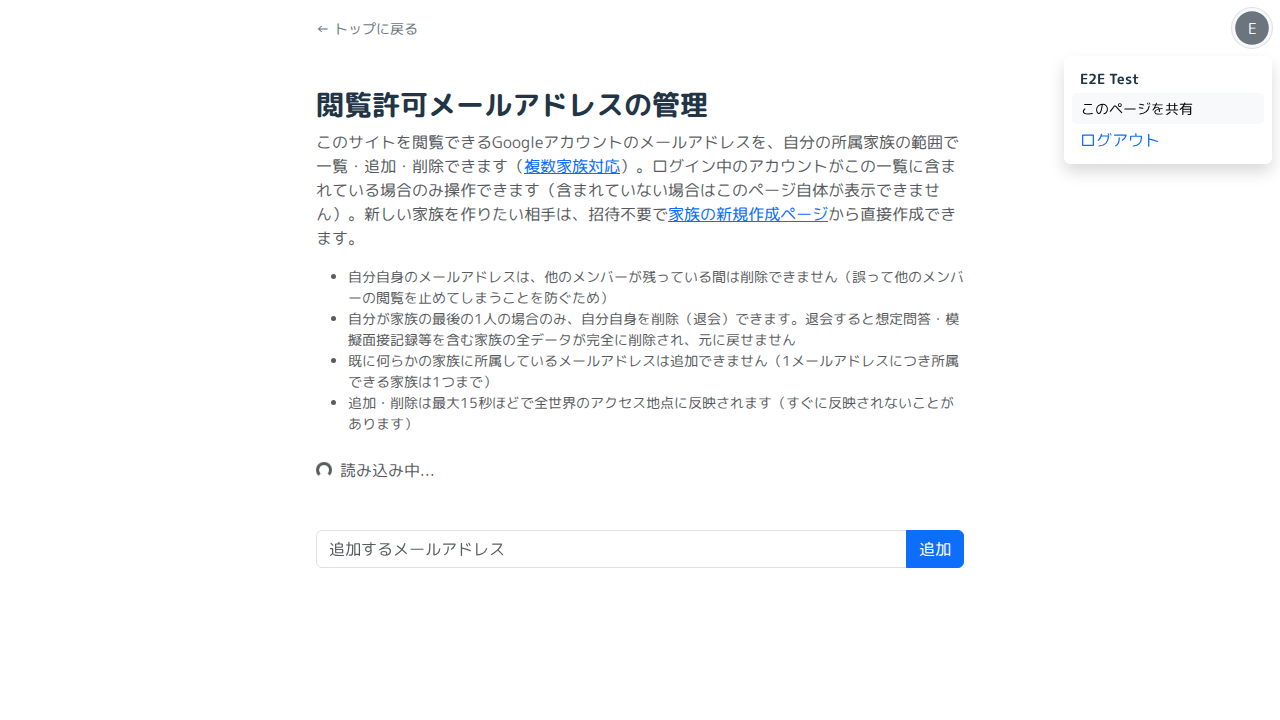 ← トップに戻る
E
E2E Test
このページを共有
ログアウト
閲覧許可メールアドレスの管理
このサイトを閲覧できるGoogleアカウントのメールアドレスを、自分の所属家族の範囲で
一覧・追加・削除できます（複数家族対応）。ログイン中のアカウントがこの一覧に含ま
れている場合のみ操作できます（含まれていない場合はこのページ自体が表示できませ
ん）。新しい家族を作りたい相手は、招待不要で家族の新規作成ページから直接作成でき
ます。
• 自分自身のメールアドレスは、他のメンバーが残っている間は削除できません（誤って他のメンバ
ーの閲覧を止めてしまうことを防ぐため）
• 自分が家族の最後の1人の場合のみ、自分自身を削除（退会）できます。退会すると想定問答・模
擬面接記録等を含む家族の全データが完全に削除され、元に戻せません
• 既に何らかの家族に所属しているメールアドレスは追加できません（1メールアドレスにつき所属
できる家族は1つまで）
• 追加・削除は最大15秒ほどで全世界のアクセス地点に反映されます（すぐに反映されないことが
あります）
読み込み中...
追加するメールアドレス
追加